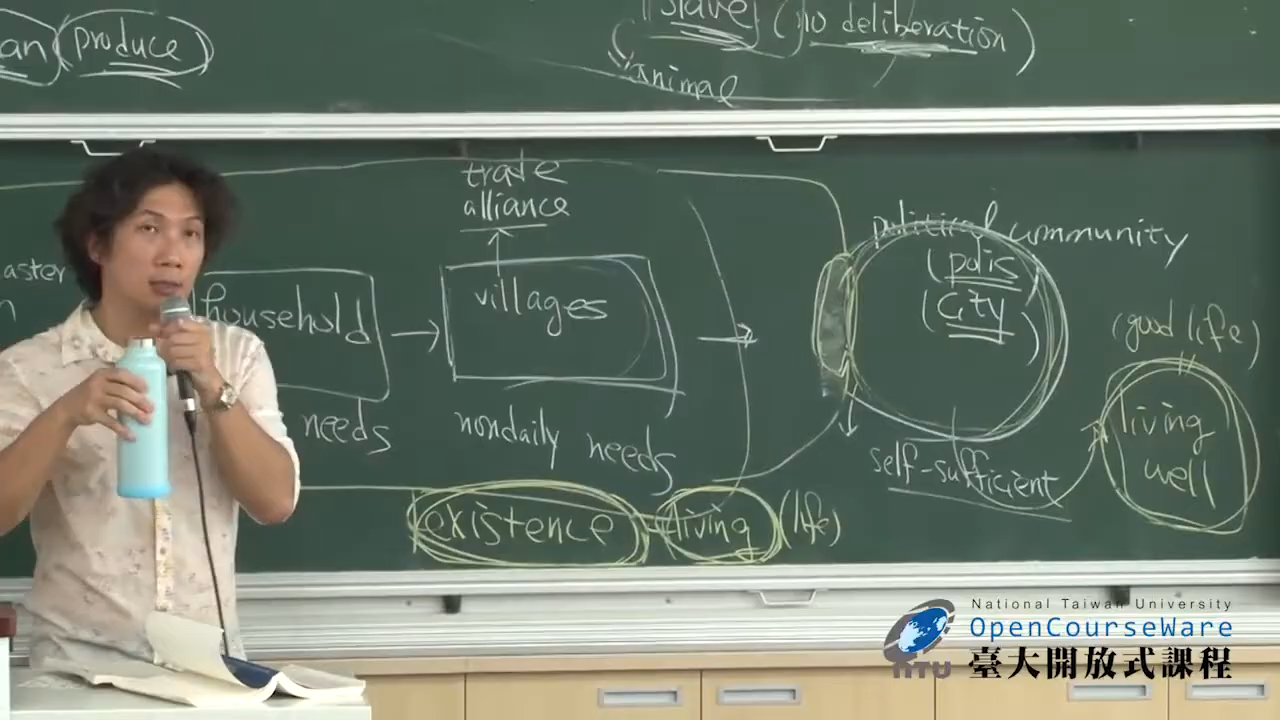 slave (no deliberation)
produce
animal
trade
alliance
political community
(polis)
(city)
household
villages
(good life)
living
well
needs
nondaily needs
self-sufficient
existence living (life)
National Taiwan University
OpenCourseWare
臺大開放式課程
NTU